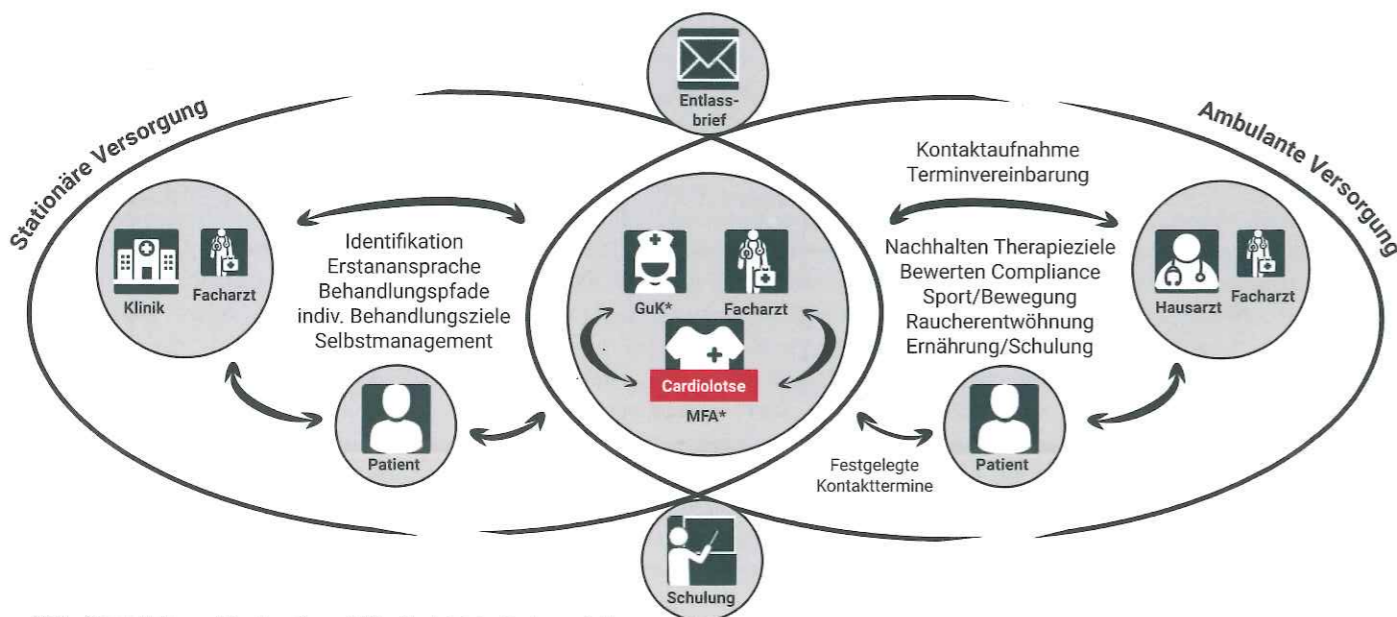 Entlass-
brief
Stationäre Versorgung
Ambulante Versorgung
Klinik
Facharzt
Identifikation
Erstanansprache
Behandlungspfade
indiv. Behandlungsziele
Selbstmanagement
Patient
GuK*
Facharzt
Cardiolotse
MFA*
Kontaktaufnahme
Terminvereinbarung
Nachhalten Therapieziele
Bewerten Compliance
Sport/Bewegung
Raucherentwöhnung
Ernährung/Schulung
Hausarzt
Facharzt
Festgelegte
Kontakttermine
Patient
Schulung